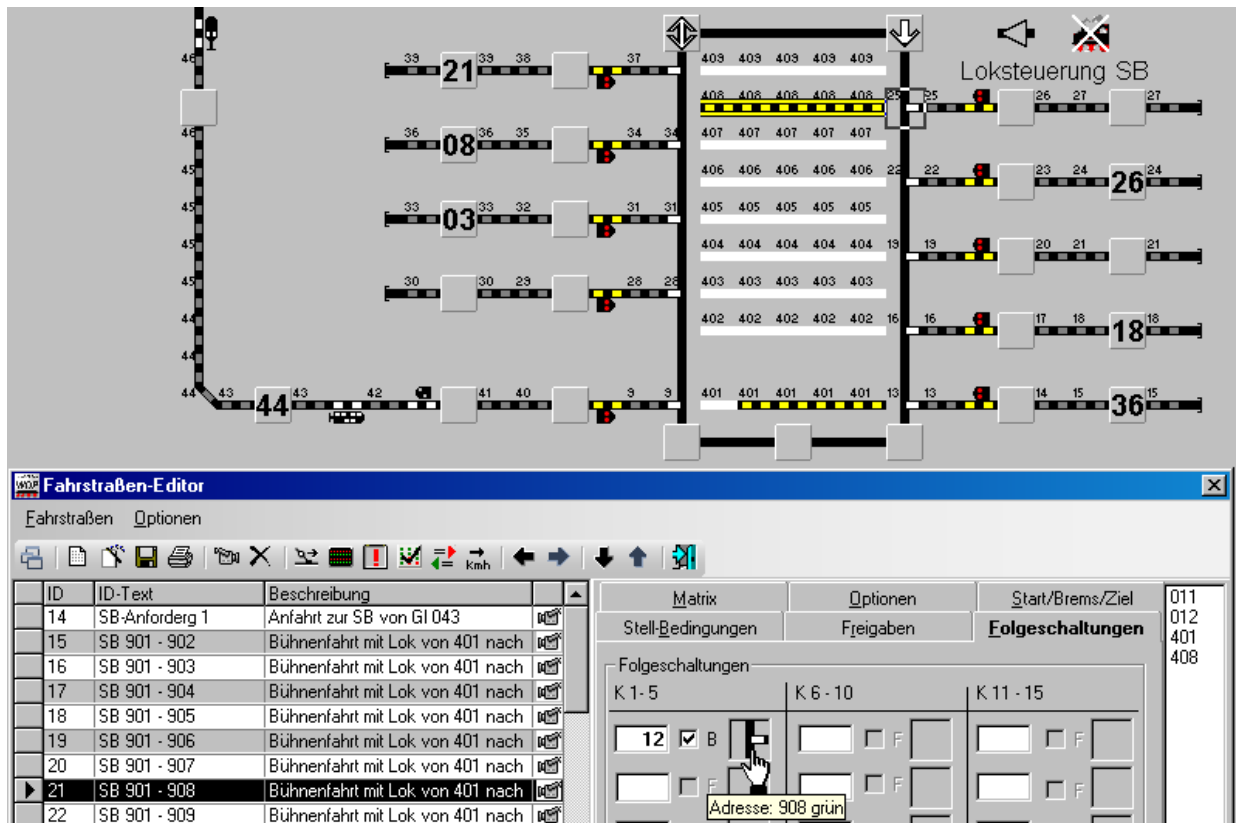 46
39 39 38 37 409 409 409 409 409
21
Loksteuerung SB
408 408 408 408 408 25 25 26 27 27
46
36 36 35 34 34 407 407 407 407 407
08
45
406 406 406 406 406 22 22 23 24 24
26
45
33 33 32 31 31 405 405 405 405 405
03
45
404 404 404 404 404 19 19 20 21 21
45
30 30 29 28 28 403 403 403 403 403
44
402 402 402 402 402 16 16 17 18 18
18
44
44 43 43 42 41 40 9 9 401 401 401 401 401 13 13 14 15 15
44 36
Fahrstraßen-Editor
Fahrstraßen Optionen
Kmh
ID ID-Text Beschreibung
14 SB-Anforderg 1 Anfahrt zur SB von Gl 043
15 SB 901 - 902 Bühnenfahrt mit Lok von 401 nach
16 SB 901 - 903 Bühnenfahrt mit Lok von 401 nach
17 SB 901 - 904 Bühnenfahrt mit Lok von 401 nach
18 SB 901 - 905 Bühnenfahrt mit Lok von 401 nach
19 SB 901 - 906 Bühnenfahrt mit Lok von 401 nach
20 SB 901 - 907 Bühnenfahrt mit Lok von 401 nach
21 SB 901 - 908 Bühnenfahrt mit Lok von 401 nach
22 SB 901 - 909 Bühnenfahrt mit Lok von 401 nach
Matrix Optionen Start/Brems/Ziel
Stell-Bedingungen Freigaben Folgeschaltungen
Folgeschaltungen
K 1- 5 K 6 - 10 K 11 - 15
12 B F F
F F F
Adresse: 908 grün
011
012
401
408